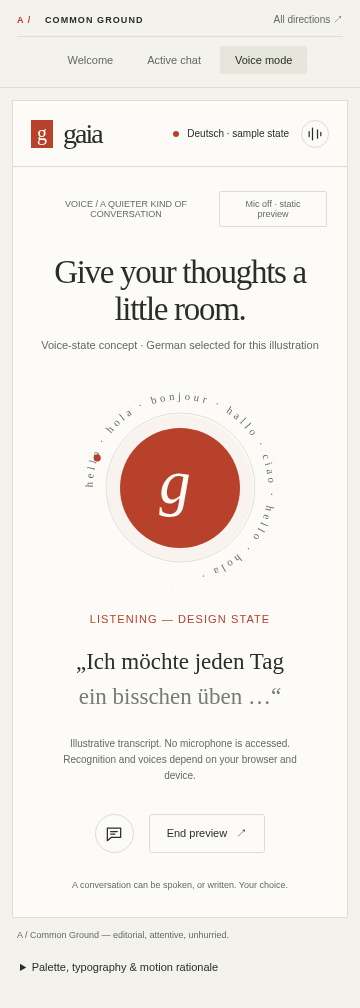 A / COMMON GROUND
All directions ↗
Welcome Active chat Voice mode
g gaia
Deutsch · sample state
VOICE / A QUIETER KIND OF
CONVERSATION
Mic off · static
preview
Give your thoughts a
little room.
Voice-state concept · German selected for this illustration
hello · hola · bonjour · hallo · ciao · hello · hola ·
g
LISTENING — DESIGN STATE
„Ich möchte jeden Tag
ein bisschen üben …“
Illustrative transcript. No microphone is accessed.
Recognition and voices depend on your browser and
device.
End preview ↗
A conversation can be spoken, or written. Your choice.
A / Common Ground — editorial, attentive, unhurried.
▶ Palette, typography & motion rationale